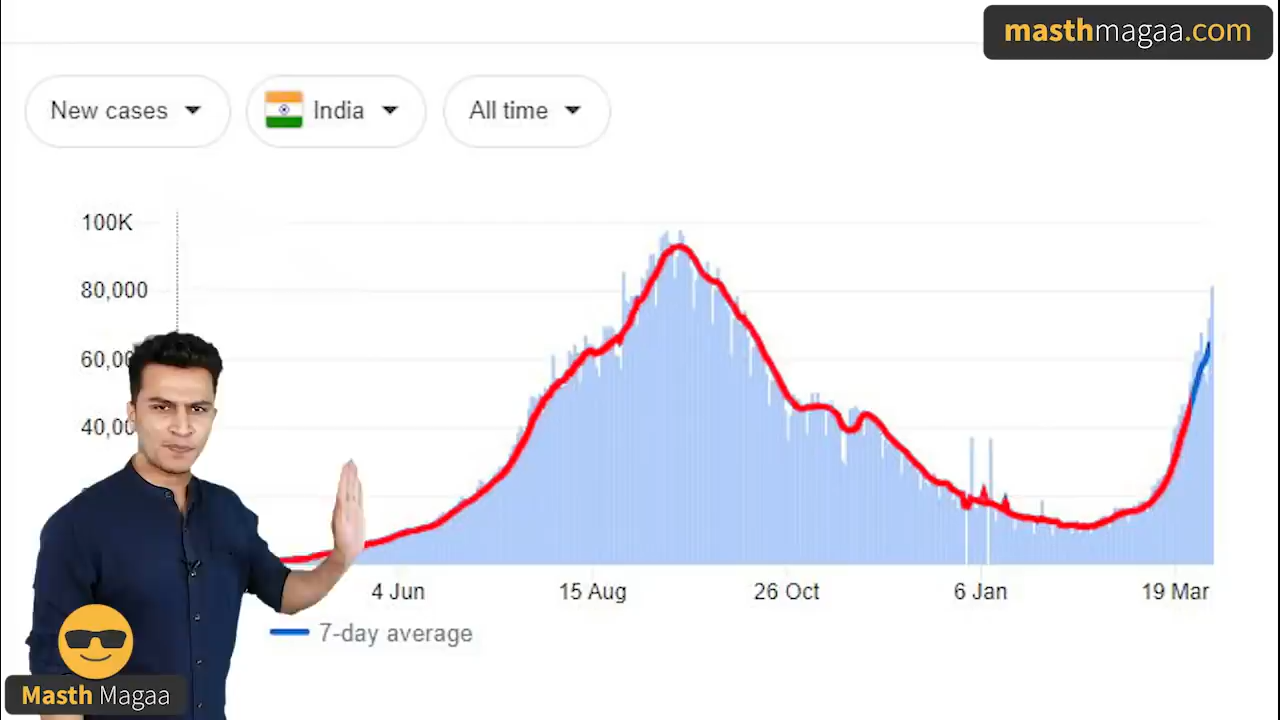 masthmagaa.com
New cases
India
All time
100K
80,000
60,00
40,00
4 Jun
15 Aug
26 Oct
6 Jan
19 Mar
7-day average
Masth Magaa